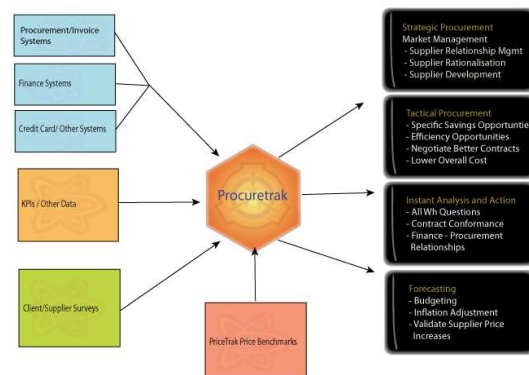 Procurement/Invoice
Systems
Finance Systems
Credit Card/ Other Systems
KPIs / Other Data
Client/Supplier Surveys
Procuretrak
PriceTrak Price Benchmarks
Strategic Procurement
Market Management
- Supplier Relationship Mgmt
- Supplier Rationalisation
- Supplier Development
Tactical Procurement
- Specific Savings Opportunitie
- Efficiency Opportunities
- Negotiate Better Contracts
- Lower Overall Cost
Instant Analysis and Action
- All Wh Questions
- Contract Conformance
- Finance - Procurement
Relationships
Forecasting
- Budgeting
- Inflation Adjustment
- Validate Supplier Price
Increases